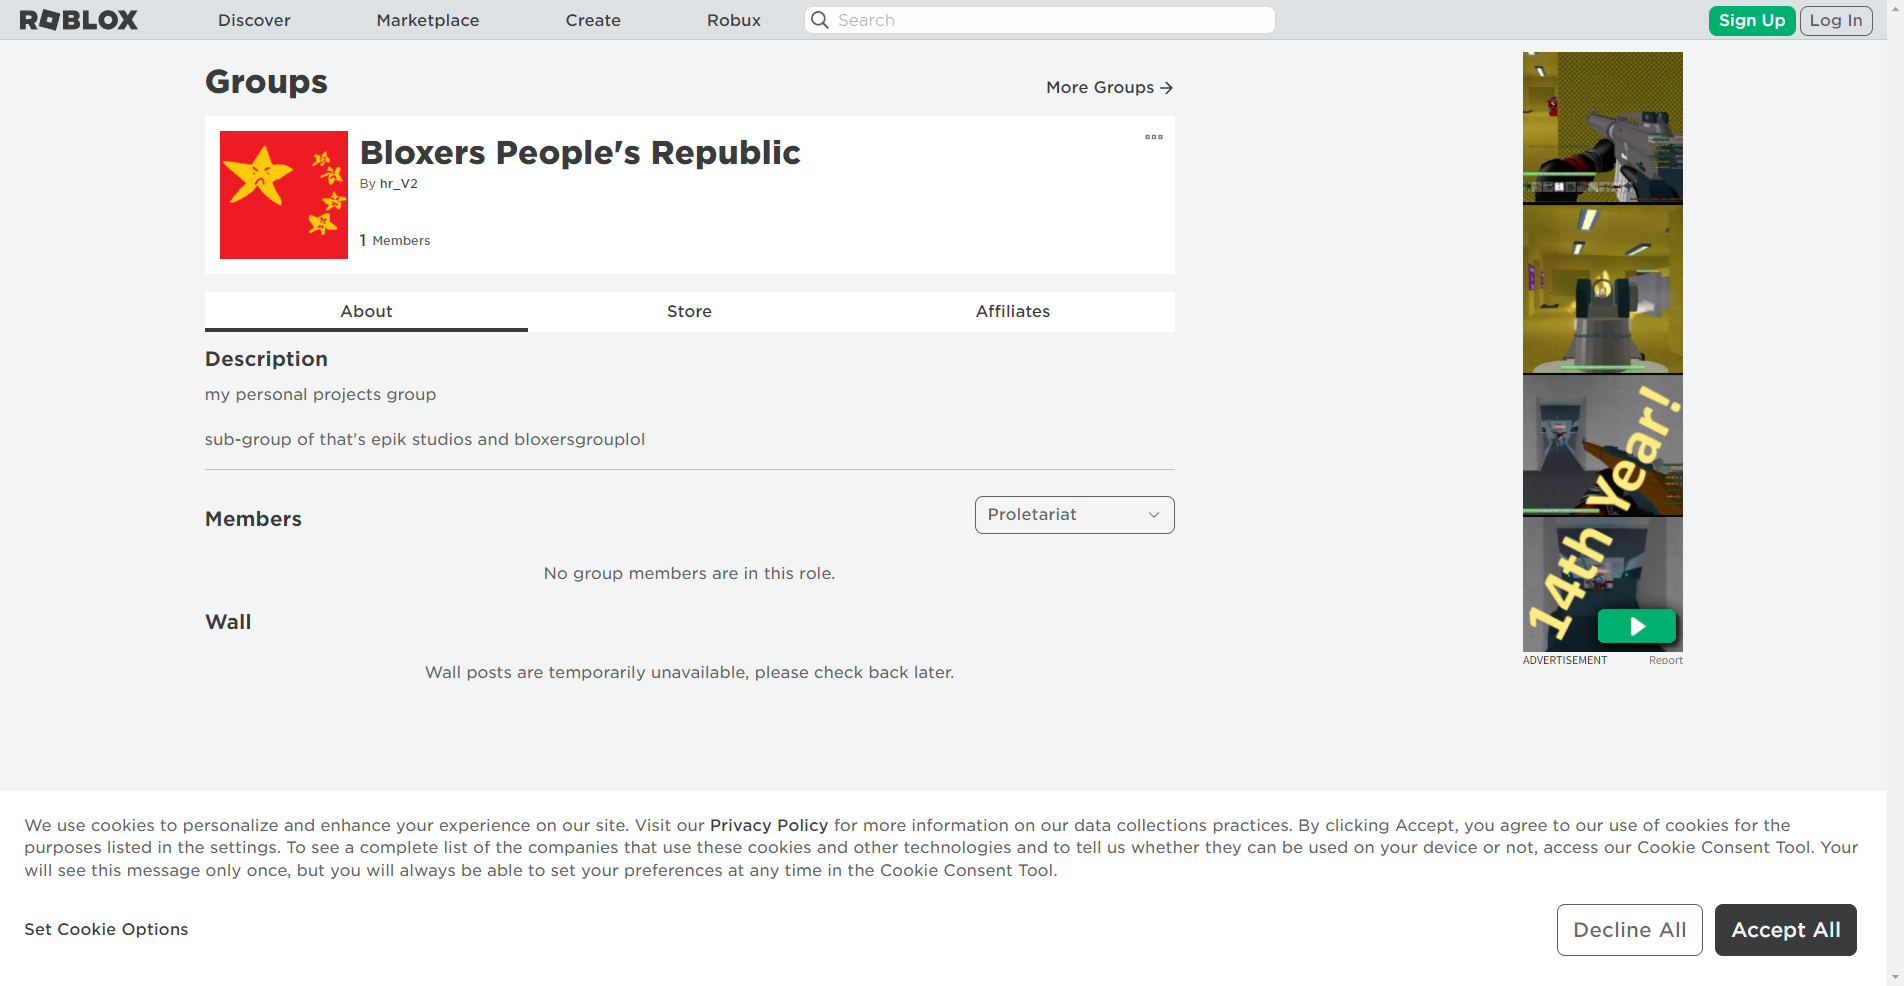 ROBLOX
Discover
Marketplace
Create
Robux
Search
Sign Up
Log In
Groups
More Groups
Bloxers People's Republic
By hr_V2
1 Members
About
Store
Affiliates
Description
my personal projects group
sub-group of that's epik studios and bloxersgrouplol
Members
Proletariat
No group members are in this role.
Wall
Wall posts are temporarily unavailable, please check back later.
14th Year!
ADVERTISEMENT
Report
We use cookies to personalize and enhance your experience on our site. Visit our Privacy Policy for more information on our data collections practices. By clicking Accept, you agree to our use of cookies for the
purposes listed in the settings. To see a complete list of the companies that use these cookies and other technologies and to tell us whether they can be used on your device or not, access our Cookie Consent Tool. Your
will see this message only once, but you will always be able to set your preferences at any time in the Cookie Consent Tool.
Set Cookie Options
Decline All
Accept All